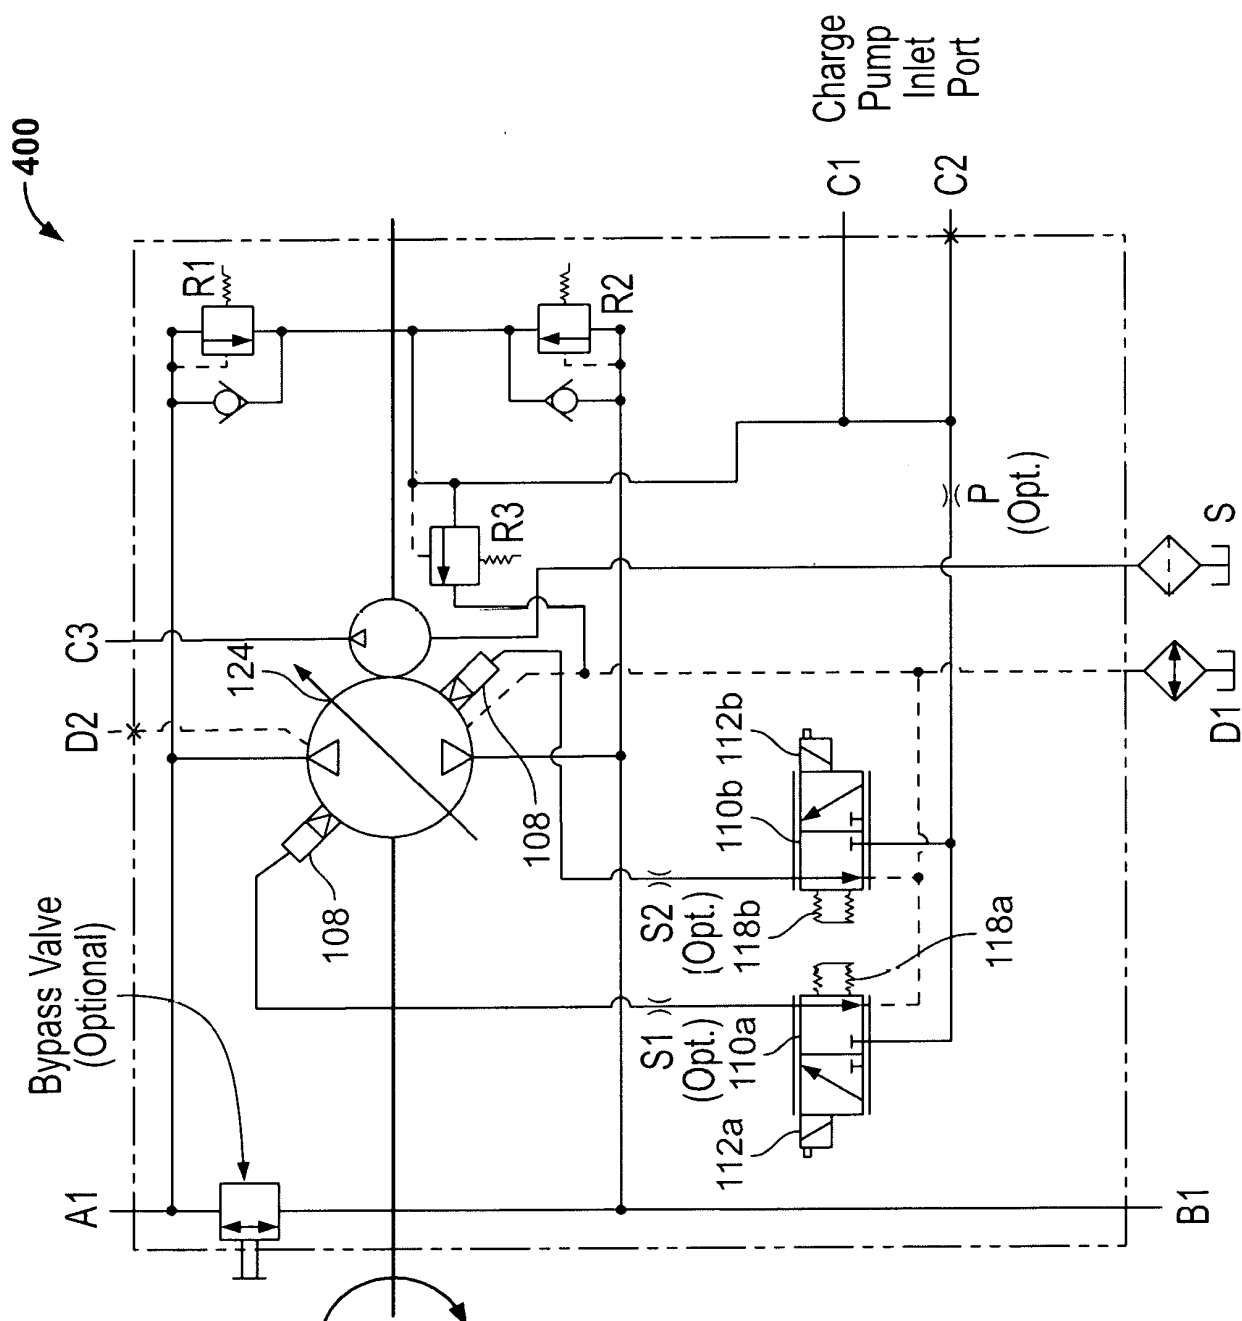 400
Charge
Pump
Inlet
Port
C1
C2
R1
R2
R3
P
(Opt.)
S
C3
124
D2
108
108
112b
110b
D1
S2
(Opt.)
118b
118a
Bypass Valve
(Optional)
S1
(Opt.)
110a
112a
A1
B1